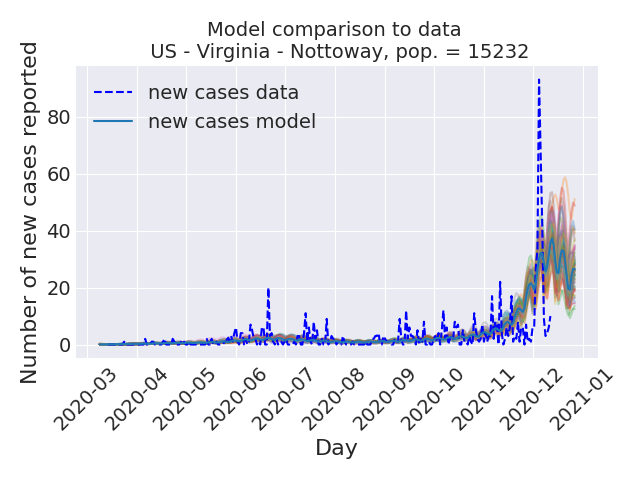 Model comparison to data
US - Virginia - Nottoway, pop. = 15232
Number of new cases reported
80
60
40
20
0
new cases data
new cases model
2020-03
2020-04
2020-05
2020-06
2020-07
2020-08
2020-09
2020-10
2020-11
2020-12
2021-01
Day